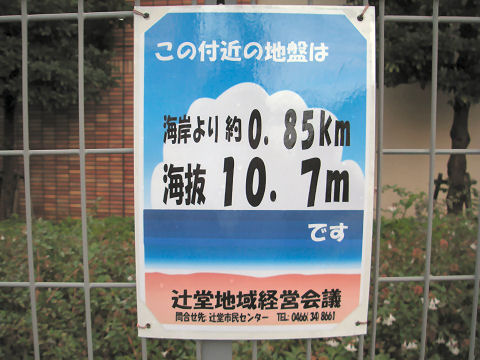 この付近の地盤は
海岸より 約 0. 85km
海抜 10. 7m
です
辻堂地域経営会議
問合せ先: 辻堂市民センター TEL: 0466(34)8661